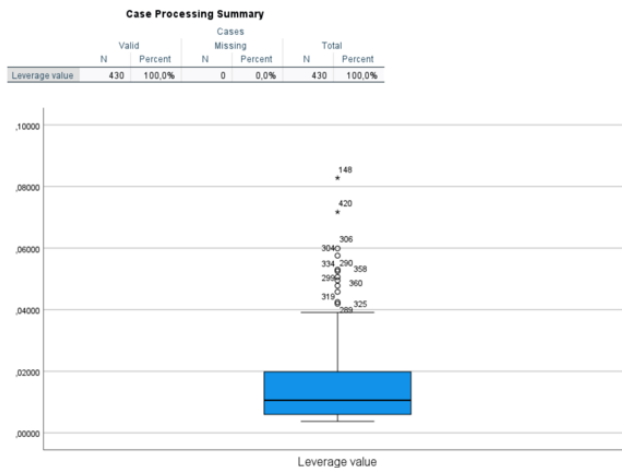 Case Processing Summary
Cases
Valid Missing Total
N Percent N Percent N Percent
Leverage value 430 100,0% 0 0,0% 430 100,0%
,10000
148
,08000
*
420
*
306
,06000
304
334 290 358
299 360
319 325
,04000
289
,02000
,00000
Leverage value